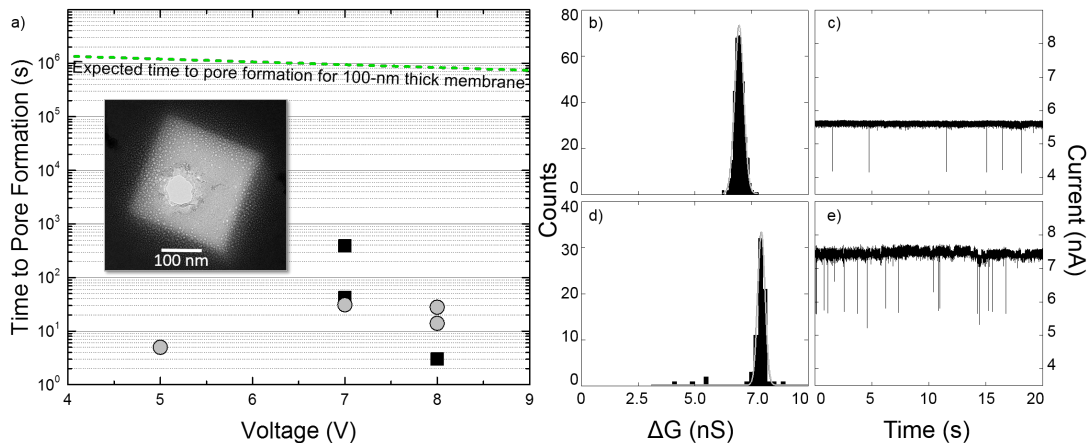 a)
Time to Pore Formation (s)
10⁷
10⁶
10⁵
10⁴
10³
10²
10¹
10⁰
Expected time to pore formation for 100-nm thick membrane
100 nm
4 5 6 7 8 9
Voltage (V)
b)
Counts
80
60
40
20
0
c)
9
8
7
6
5
4
Current (nA)
d)
40
30
20
10
0
0 2.5 5.0 7.0 10
ΔG (nS)
e)
8
7
6
5
4
0 5 10 15 20
Time (s)